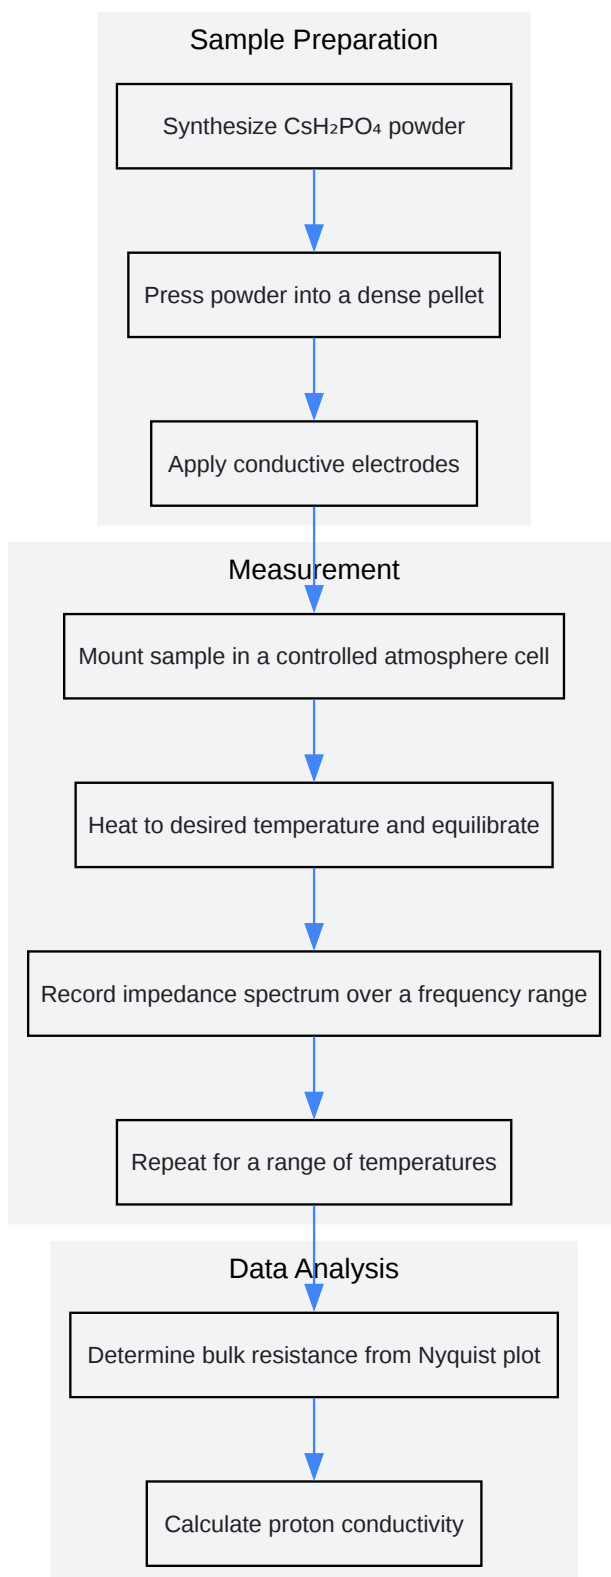 Sample Preparation
Synthesize CsH₂PO₄ powder
Press powder into a dense pellet
Apply conductive electrodes
Measurement
Mount sample in a controlled atmosphere cell
Heat to desired temperature and equilibrate
Record impedance spectrum over a frequency range
Repeat for a range of temperatures
Data Analysis
Determine bulk resistance from Nyquist plot
Calculate proton conductivity